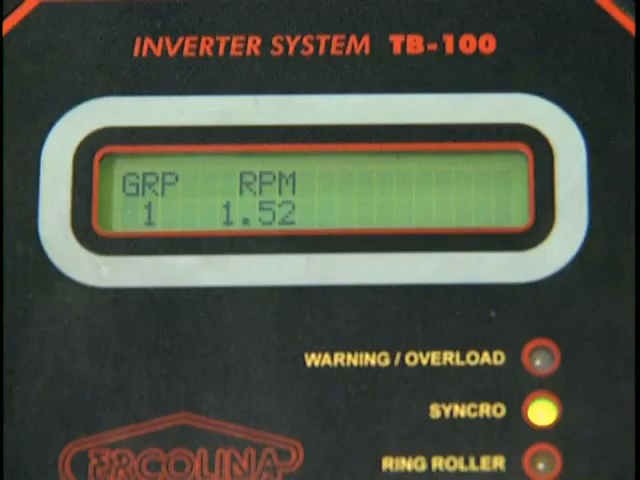 INVERTER SYSTEM TB-100
GRP RPM
1 1.52
WARNING / OVERLOAD
SYNCRO
RING ROLLER
ERCOLINA